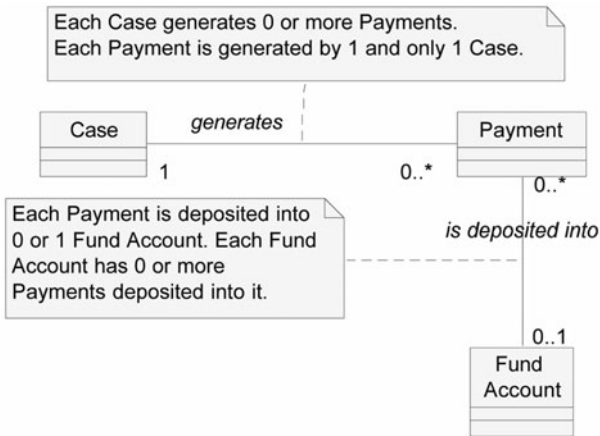 Each Case generates 0 or more Payments.
Each Payment is generated by 1 and only 1 Case.
Case
generates
Payment
1
0..*
0..*
Each Payment is deposited into
0 or 1 Fund Account. Each Fund
Account has 0 or more
Payments deposited into it.
is deposited into
0..1
Fund
Account